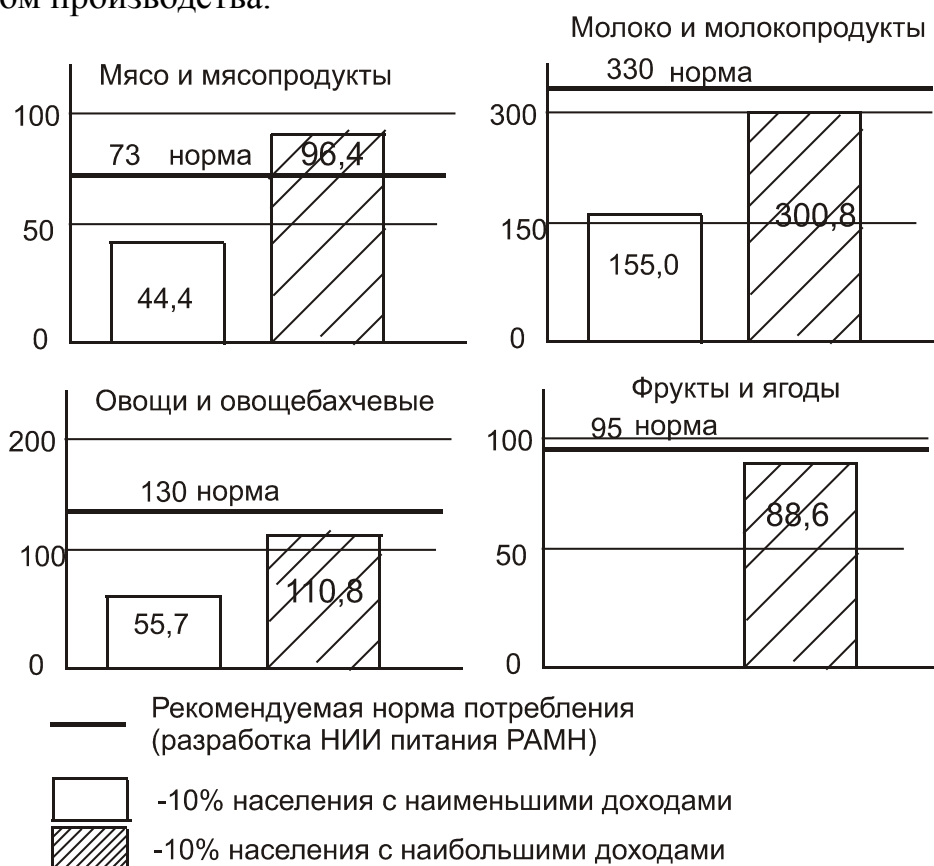 ом производства.
Мясо и мясопродукты
100
73 норма
96,4
50
44,4
0
Молоко и молокопродукты
330 норма
300
300,8
150
155,0
0
Овощи и овощебахчевые
200
130 норма
100
110,8
55,7
0
Фрукты и ягоды
95 норма
100
88,6
50
0
Рекомендуемая норма потребления
(разработка НИИ питания РАМН)
-10% населения с наименьшими доходами
-10% населения с наибольшими доходами